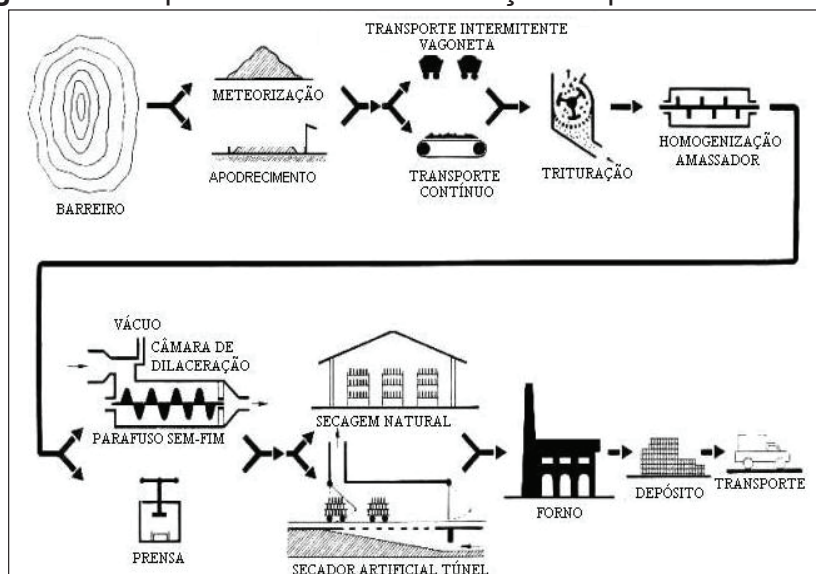 TRANSPORTE INTERMITENTE
VAGONETA
METEORIZAÇÃO
APODRECIMENTO
TRANSPORTE
CONTÍNUO
TRITURAÇÃO
HOMOGENIZAÇÃO
AMASSADOR
BARREIRO
VÁCUO
CÂMARA DE
DILACERAÇÃO
PARAFUSO SEM-FIM
PRENSA
SECAGEM NATURAL
SECADOR ARTIFICIAL TÚNEL
FORNO
DEPÓSITO
TRANSPORTE